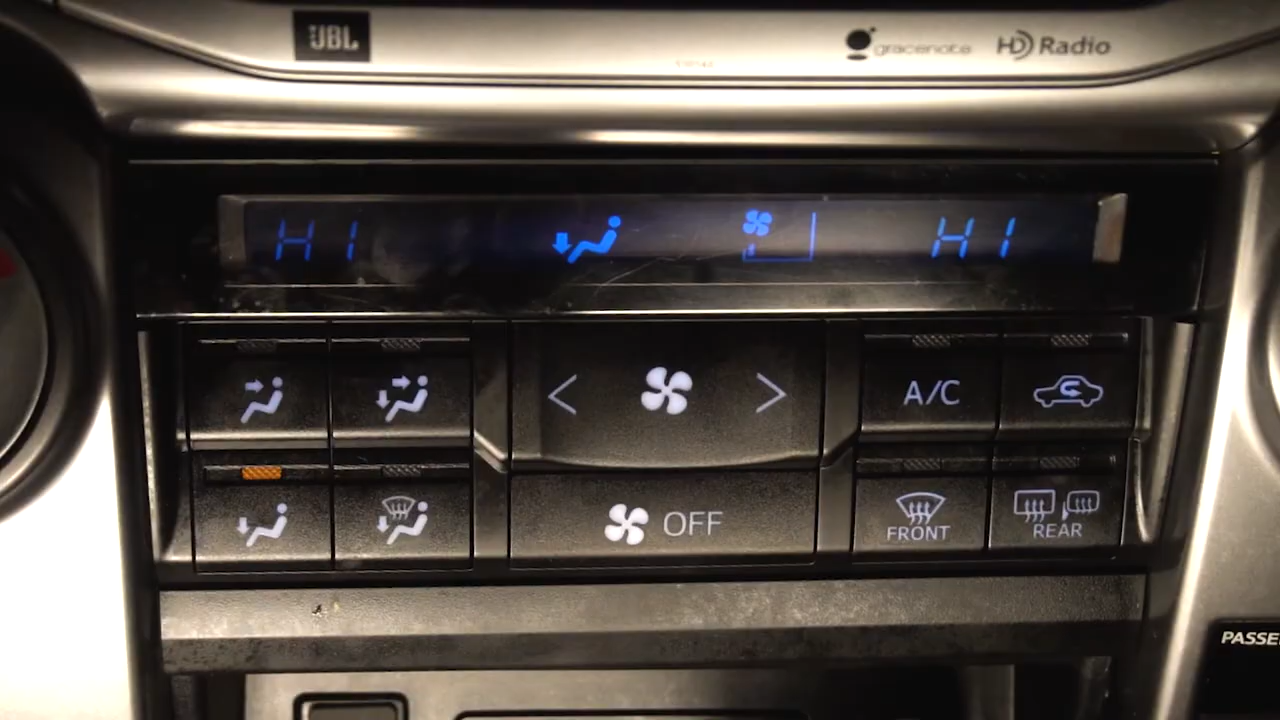 JBL
gracenote
HD Radio
HI
HI
A/C
OFF
FRONT
REAR
PASSE